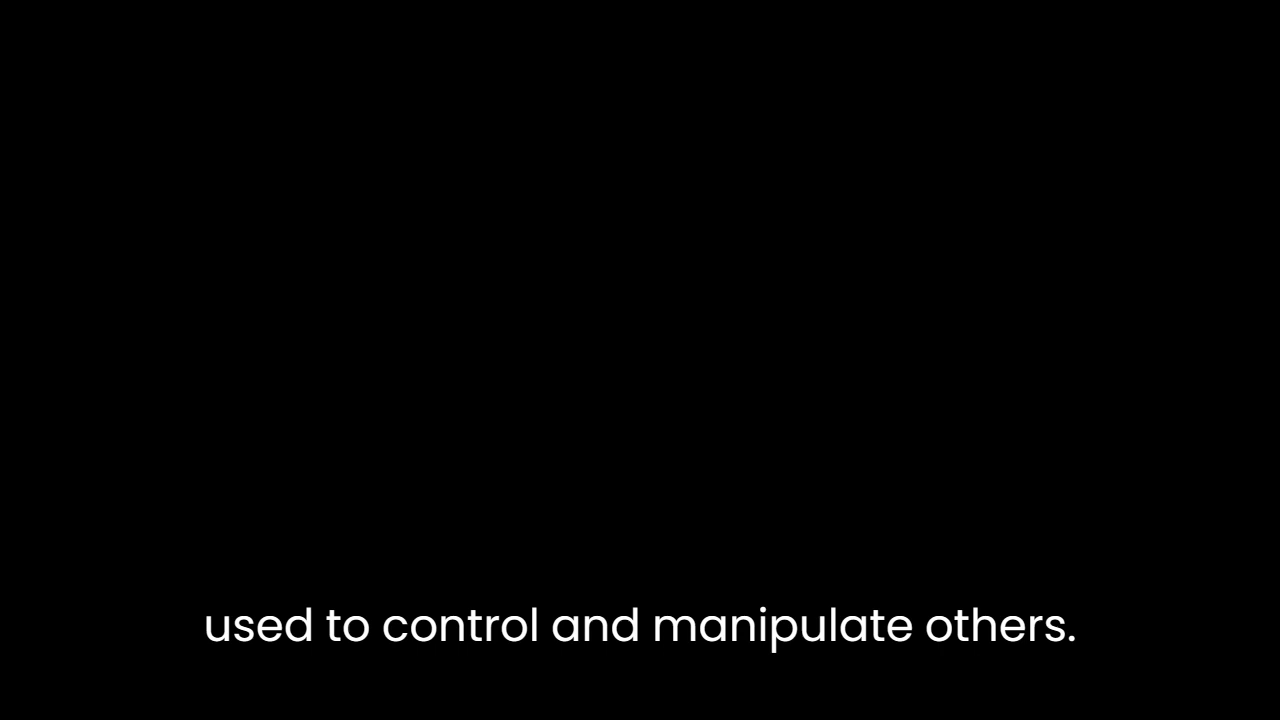 used to control and manipulate others.